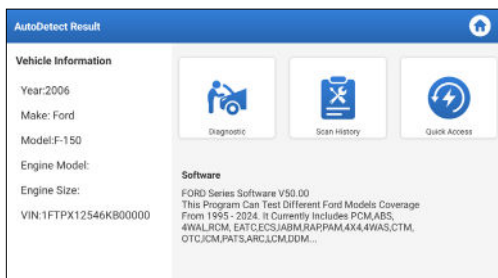 AutoDetect Result
Vehicle Information
Year:2006
Make: Ford
Model:F-150
Engine Model:
Engine Size:
VIN:1FTPX12546KB00000
Diagnostic
Scan History
Quick Access
Software
FORD Series Software V50.00
This Program Can Test Different Ford Models Coverage
From 1995 - 2024. It Currently Includes PCM,ABS,
4WAL,RCM, EATC,ECS,IABM,RAP,PAM,4X4,4WAS,CTM,
OTC,ICM,PATS,ARC,LCM,DDM...